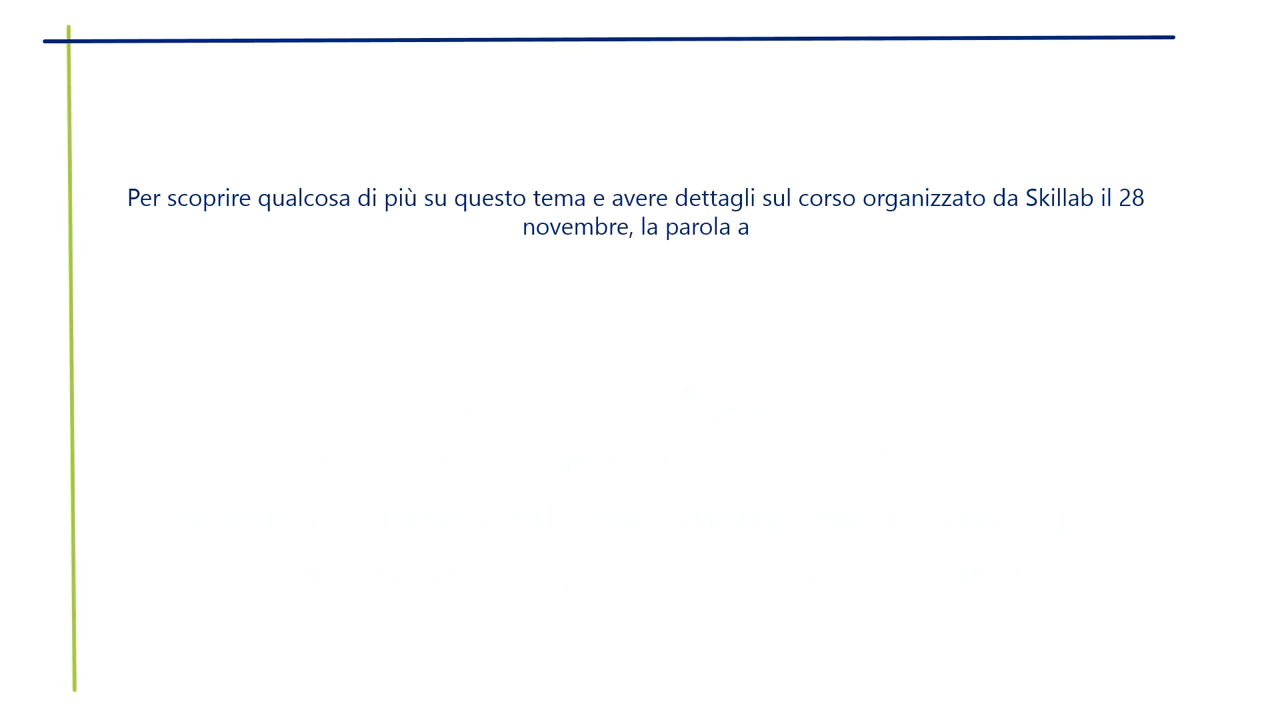 Per scoprire qualcosa di più su questo tema e avere dettagli sul corso organizzato da Skillab il 28
novembre, la parola a